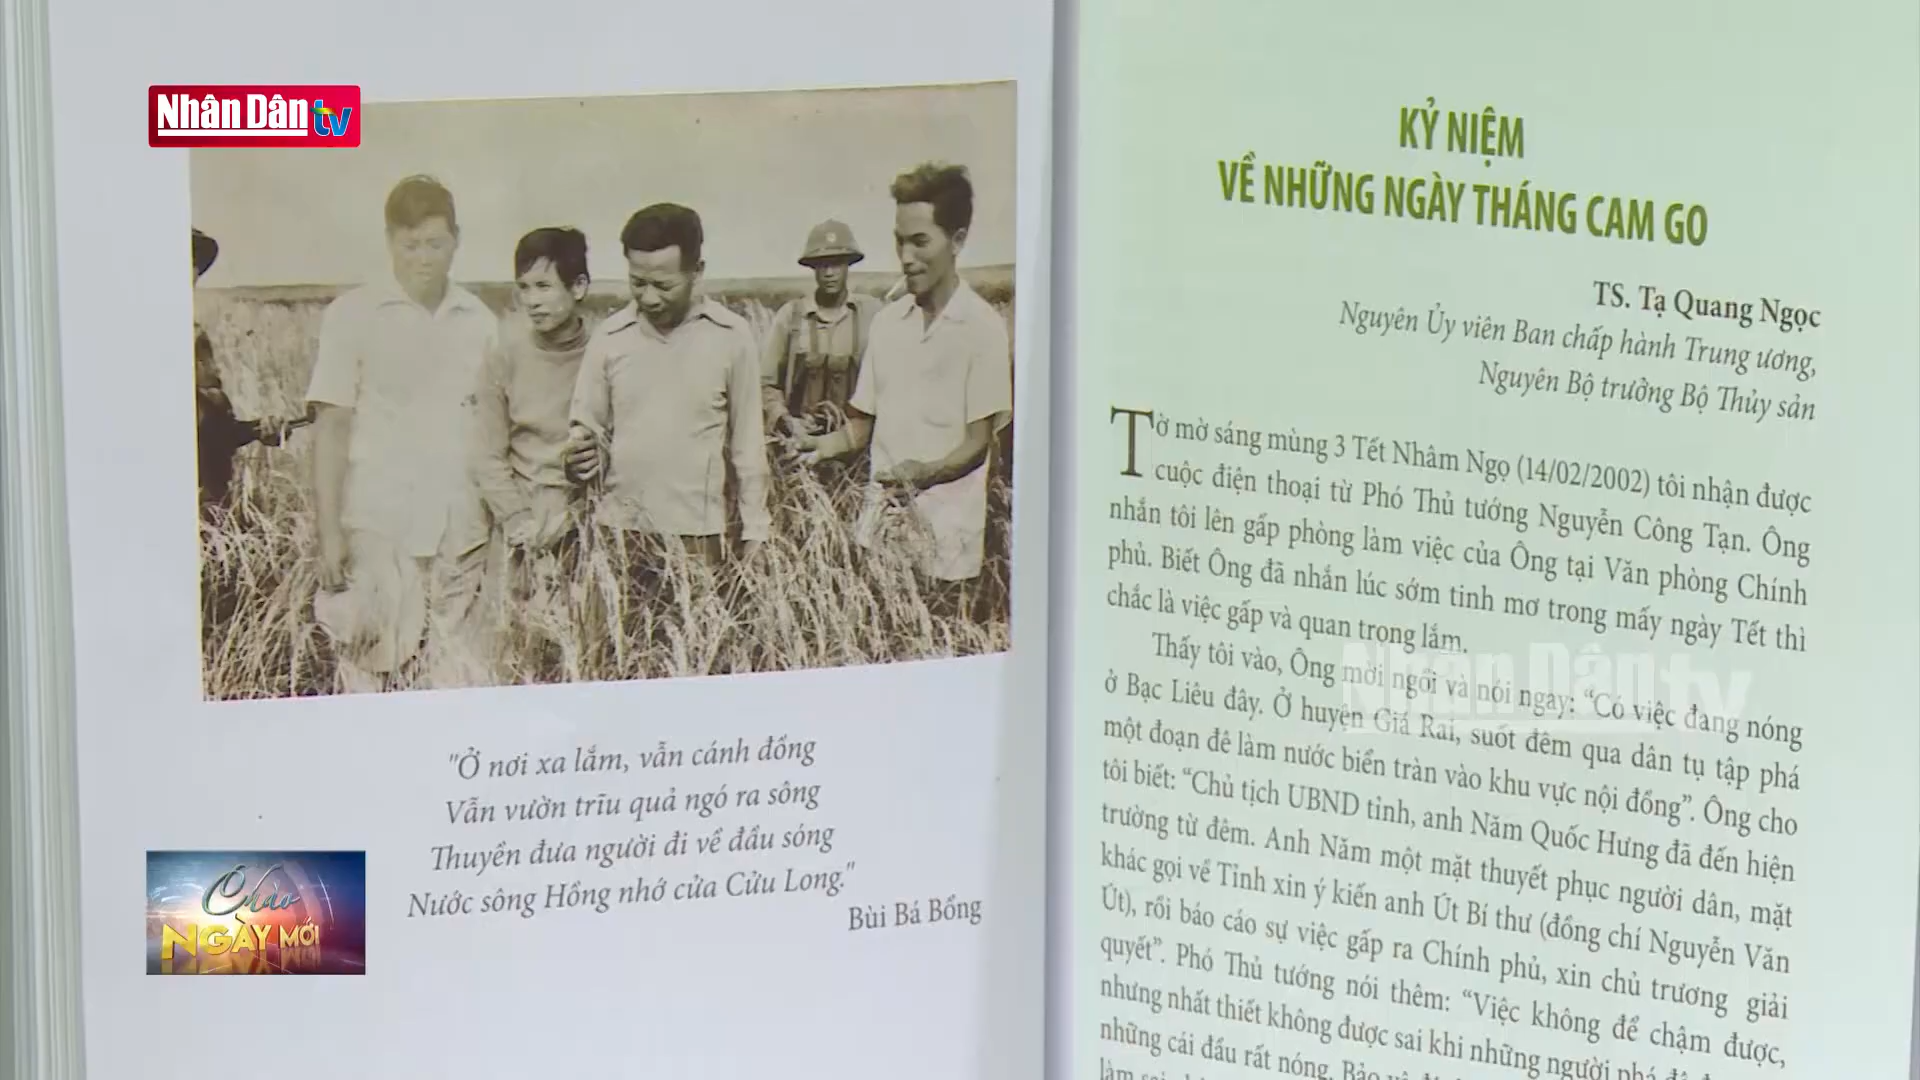 Nhân Dân tv
"Ở nơi xa lắm, vẫn cánh đồng
Vẫn vườn trĩu quả ngó ra sông
Thuyền đưa người đi về đầu sóng
Nước sông Hồng nhớ cửa Cửu Long."
Bùi Bá Bổng
Chào
NGÀY MỚI
KỶ NIỆM
VỀ NHỮNG NGÀY THÁNG CAM GO
TS. Tạ Quang Ngọc
Nguyên Ủy viên Ban chấp hành Trung ương,
Nguyên Bộ trưởng Bộ Thủy sản
Tờ mờ sáng mùng 3 Tết Nhâm Ngọ (14/02/2002) tôi nhận được
cuộc điện thoại từ Phó Thủ tướng Nguyễn Công Tạn. Ông
nhắn tôi lên gấp phòng làm việc của Ông tại Văn phòng Chính
phủ. Biết Ông đã nhắn lúc sớm tinh mơ trong mấy ngày Tết thì
chắc là việc gấp và quan trọng lắm.
Thấy tôi vào, Ông mời ngồi và nói ngay: “Có việc đang nóng
ở Bạc Liêu đây. Ở huyện Giá Rai, suốt đêm qua dân tụ tập phá
một đoạn đê làm nước biển tràn vào khu vực nội đồng”. Ông cho
tôi biết: “Chủ tịch UBND tỉnh, anh Năm Quốc Hưng đã đến hiện
trường từ đêm. Anh Năm một mặt thuyết phục người dân, mặt
khác gọi về Tỉnh xin ý kiến anh Út Bí thư (đồng chí Nguyễn Văn
Út), rồi báo cáo sự việc gấp ra Chính phủ, xin chủ trương giải
quyết”. Phó Thủ tướng nói thêm: “Việc không để chậm được,
nhưng nhất thiết không được sai khi những người phá đê
những cái đầu rất nóng. Bảo vệ
làm sai
Nhân Dân tv